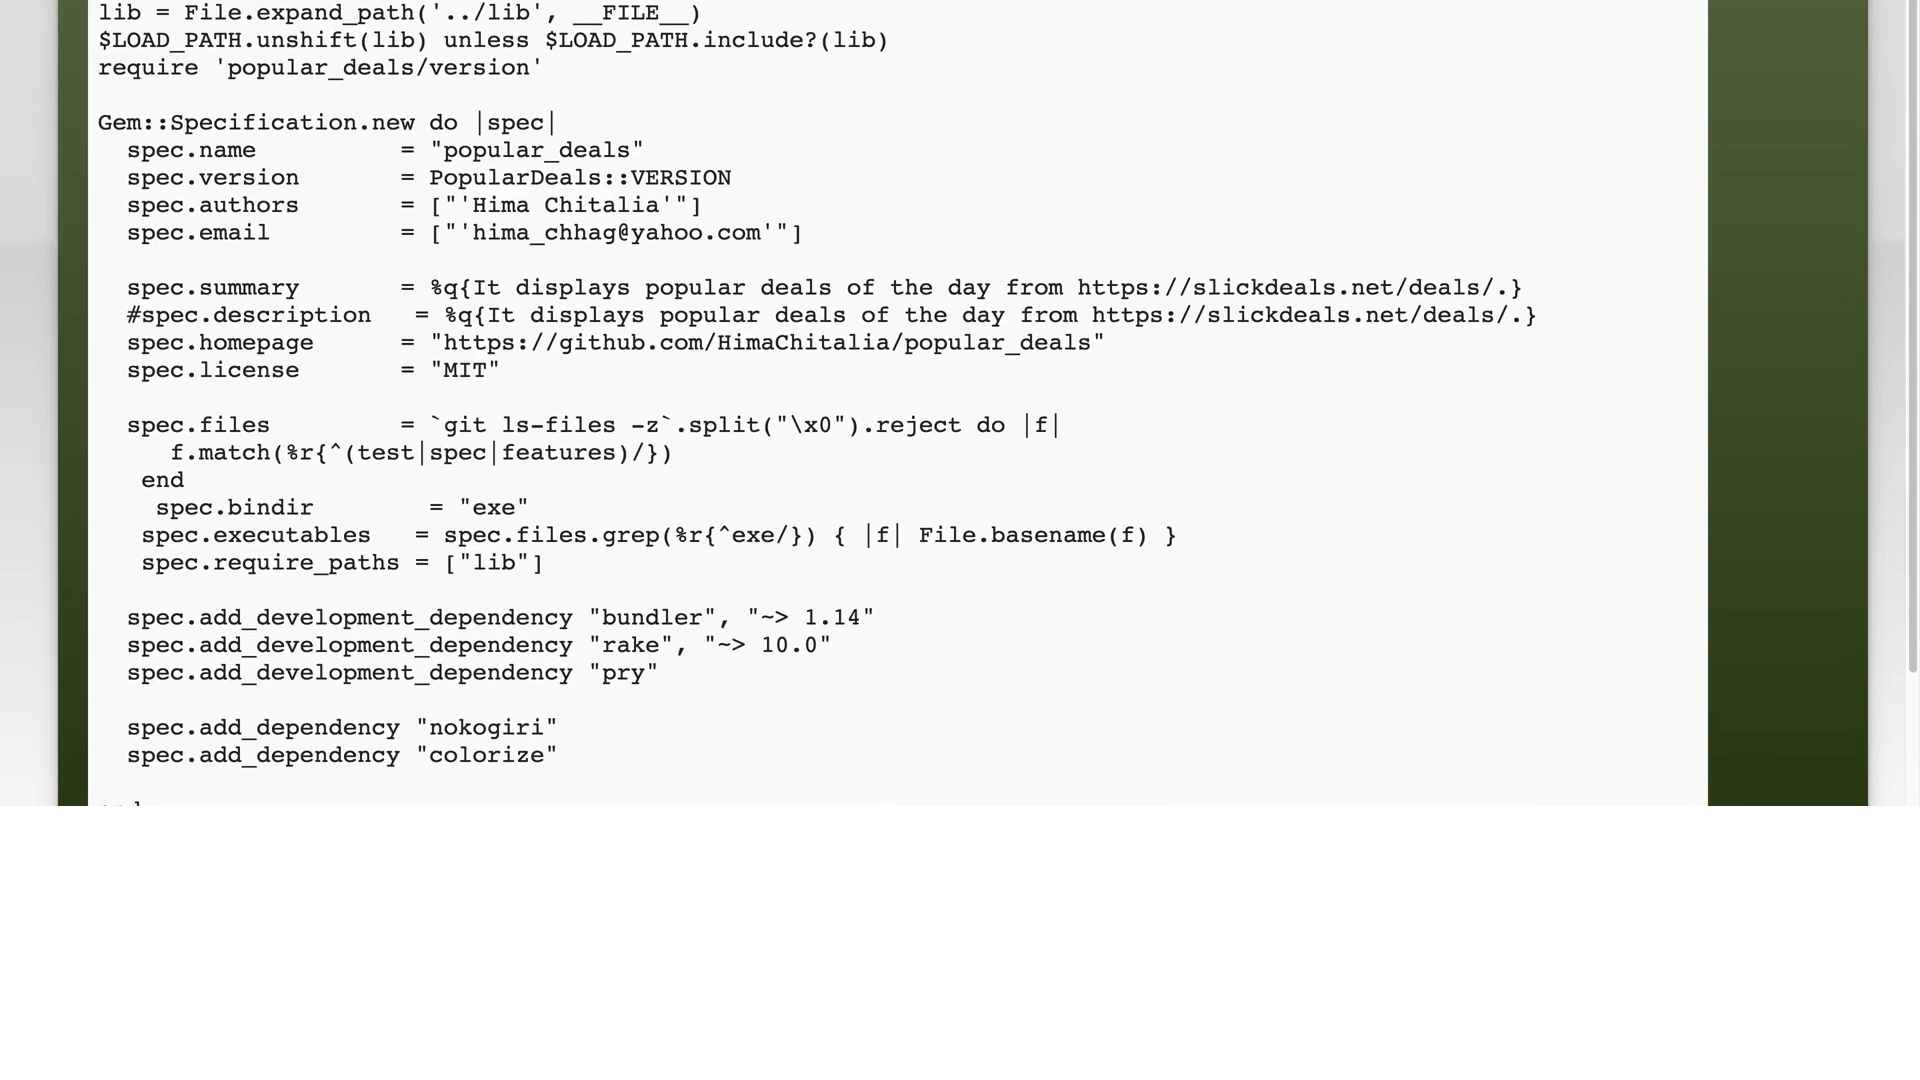 lib = File.expand_path('../lib', __FILE__)
$LOAD_PATH.unshift(lib) unless $LOAD_PATH.include?(lib)
require 'popular_deals/version'

Gem::Specification.new do |spec|
  spec.name          = "popular_deals"
  spec.version       = PopularDeals::VERSION
  spec.authors       = ["'Hima Chitalia'"]
  spec.email         = ["'hima_chhag@yahoo.com'"]

  spec.summary       = %q{It displays popular deals of the day from https://slickdeals.net/deals/.}
  #spec.description   = %q{It displays popular deals of the day from https://slickdeals.net/deals/.}
  spec.homepage      = "https://github.com/HimaChitalia/popular_deals"
  spec.license       = "MIT"

  spec.files         = `git ls-files -z`.split("\x0").reject do |f|
     f.match(%r{^(test|spec|features)/})
   end
    spec.bindir        = "exe"
   spec.executables   = spec.files.grep(%r{^exe/}) { |f| File.basename(f) }
   spec.require_paths = ["lib"]

  spec.add_development_dependency "bundler", "~> 1.14"
  spec.add_development_dependency "rake", "~> 10.0"
  spec.add_development_dependency "pry"

  spec.add_dependency "nokogiri"
  spec.add_dependency "colorize"